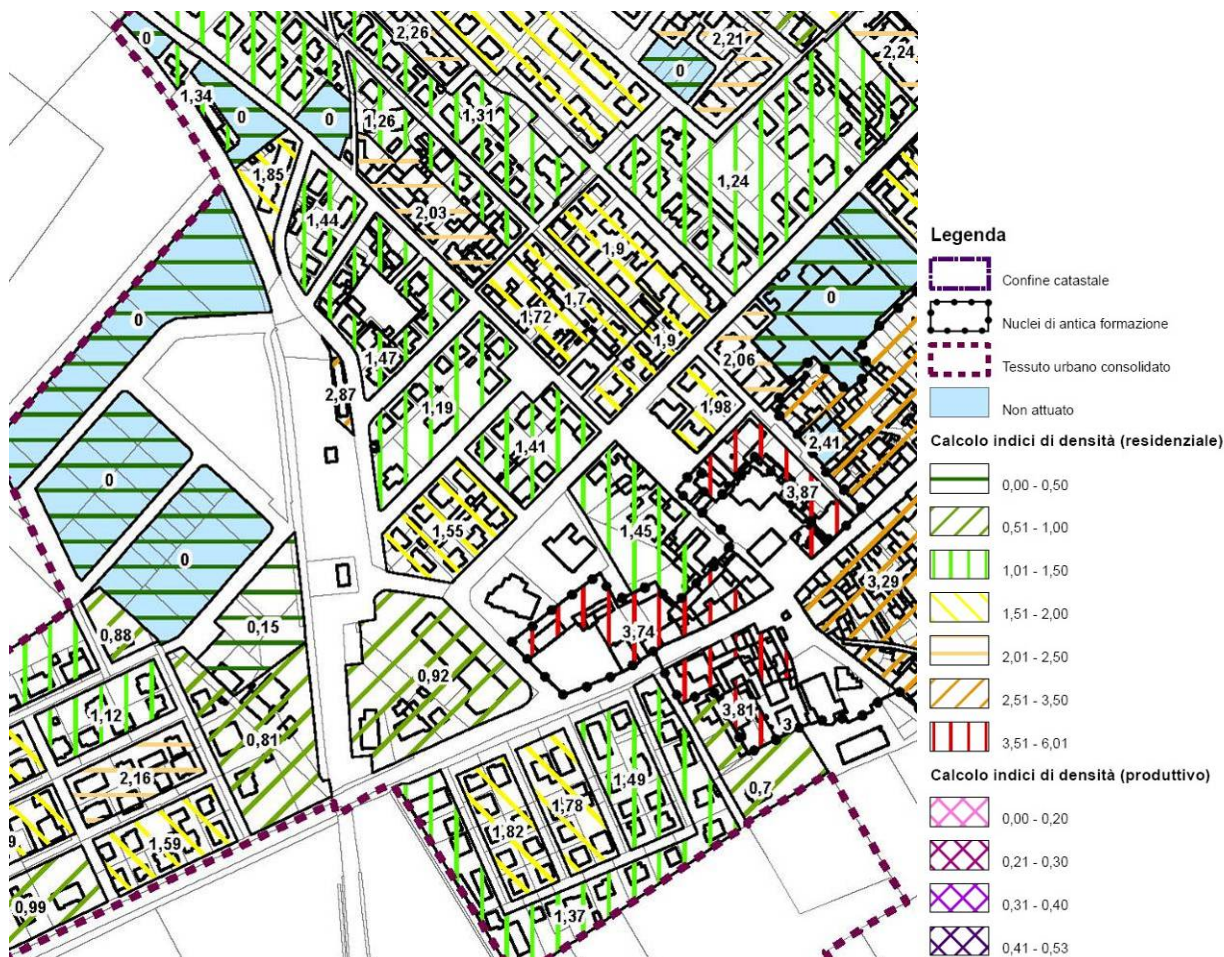 2,26
2,21
2,24
0
1,34
0
0
1,26
1,31
1,85
1,24
1,44
2,03
1,9
0
0
1,7
1,72
1,9
1,47
2,06
2,87
1,19
1,98
1,41
2,41
0
3,87
1,45
1,55
0
3,29
0,88
0,15
3,74
0,92
1,12
3,81
3
0,81
2,16
1,49
0,7
1,78
1,82
9
1,59
0,99
1,37
Legenda
Confine catastale
Nuclei di antica formazione
Tessuto urbano consolidato
Non attuato
Calcolo indici di densità (residenziale)
0,00 - 0,50
0,51 - 1,00
1,01 - 1,50
1,51 - 2,00
2,01 - 2,50
2,51 - 3,50
3,51 - 6,01
Calcolo indici di densità (produttivo)
0,00 - 0,20
0,21 - 0,30
0,31 - 0,40
0,41 - 0,53